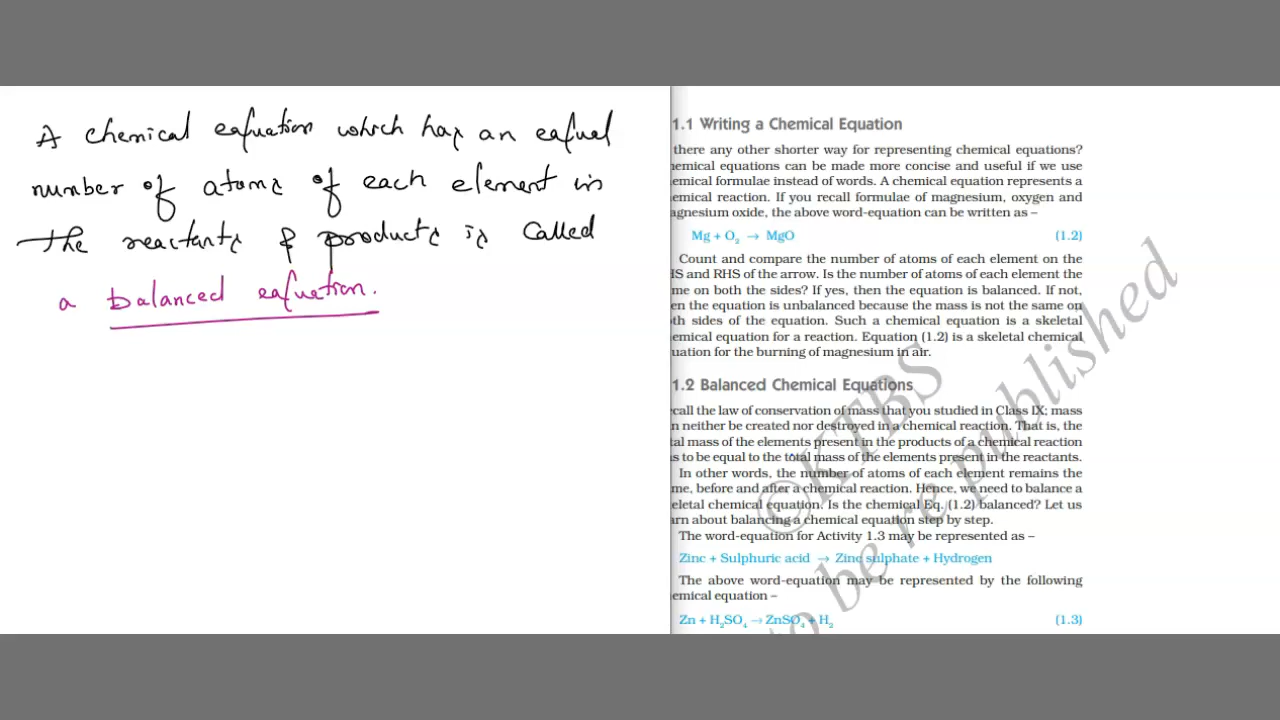 A chemical equation which has an equal
number of atoms of each element in
the reactants & products is called
a balanced equation.
1.1 Writing a Chemical Equation
there any other shorter way for representing chemical equations?
hemical equations can be made more concise and useful if we use
emical formulae instead of words. A chemical equation represents a
emical reaction. If you recall formulae of magnesium, oxygen and
agnesium oxide, the above word-equation can be written as –
Mg + O₂ → MgO (1.2)
Count and compare the number of atoms of each element on the
HS and RHS of the arrow. Is the number of atoms of each element the
me on both the sides? If yes, then the equation is balanced. If not,
en the equation is unbalanced because the mass is not the same on
th sides of the equation. Such a chemical equation is a skeletal
emical equation for a reaction. Equation (1.2) is a skeletal chemical
uation for the burning of magnesium in air.
1.2 Balanced Chemical Equations
call the law of conservation of mass that you studied in Class IX; mass
n neither be created nor destroyed in a chemical reaction. That is, the
tal mass of the elements present in the products of a chemical reaction
s to be equal to the total mass of the elements present in the reactants.
In other words, the number of atoms of each element remains the
me, before and after a chemical reaction. Hence, we need to balance a
eletal chemical equation. Is the chemical Eq. (1.2) balanced? Let us
arn about balancing a chemical equation step by step.
The word-equation for Activity 1.3 may be represented as –
Zinc + Sulphuric acid → Zinc sulphate + Hydrogen
The above word-equation may be represented by the following
emical equation –
Zn + H₂SO₄ → ZnSO₄ + H₂ (1.3)
©KTBS
to be republished